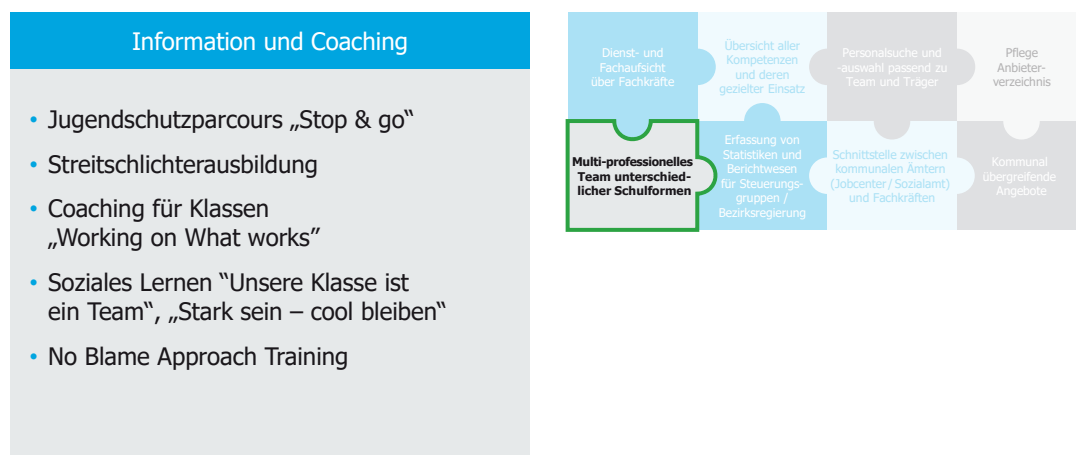 Information und Coaching
• Jugendschutzparcours „Stop & go“
• Streitschlichterausbildung
• Coaching für Klassen
„Working on What works”
• Soziales Lernen “Unsere Klasse ist
ein Team“, „Stark sein – cool bleiben“
• No Blame Approach Training
Dienst- und
Fachaufsicht
über Fachkräfte
Übersicht aller
Kompetenzen
und deren
gezielter Einsatz
Personalsuche und
-auswahl passend zu
Team und Träger
Pflege
Anbieter-
verzeichnis
Multi-professionelles
Team unterschied-
licher Schulformen
Erfassung von
Statistiken und
Berichtwesen
für Steuerungs-
gruppen /
Bezirksregierung
Schnittstelle zwischen
kommunalen Ämtern
(Jobcenter / Sozialamt)
und Fachkräften
Kommunal
übergreifende
Angebote